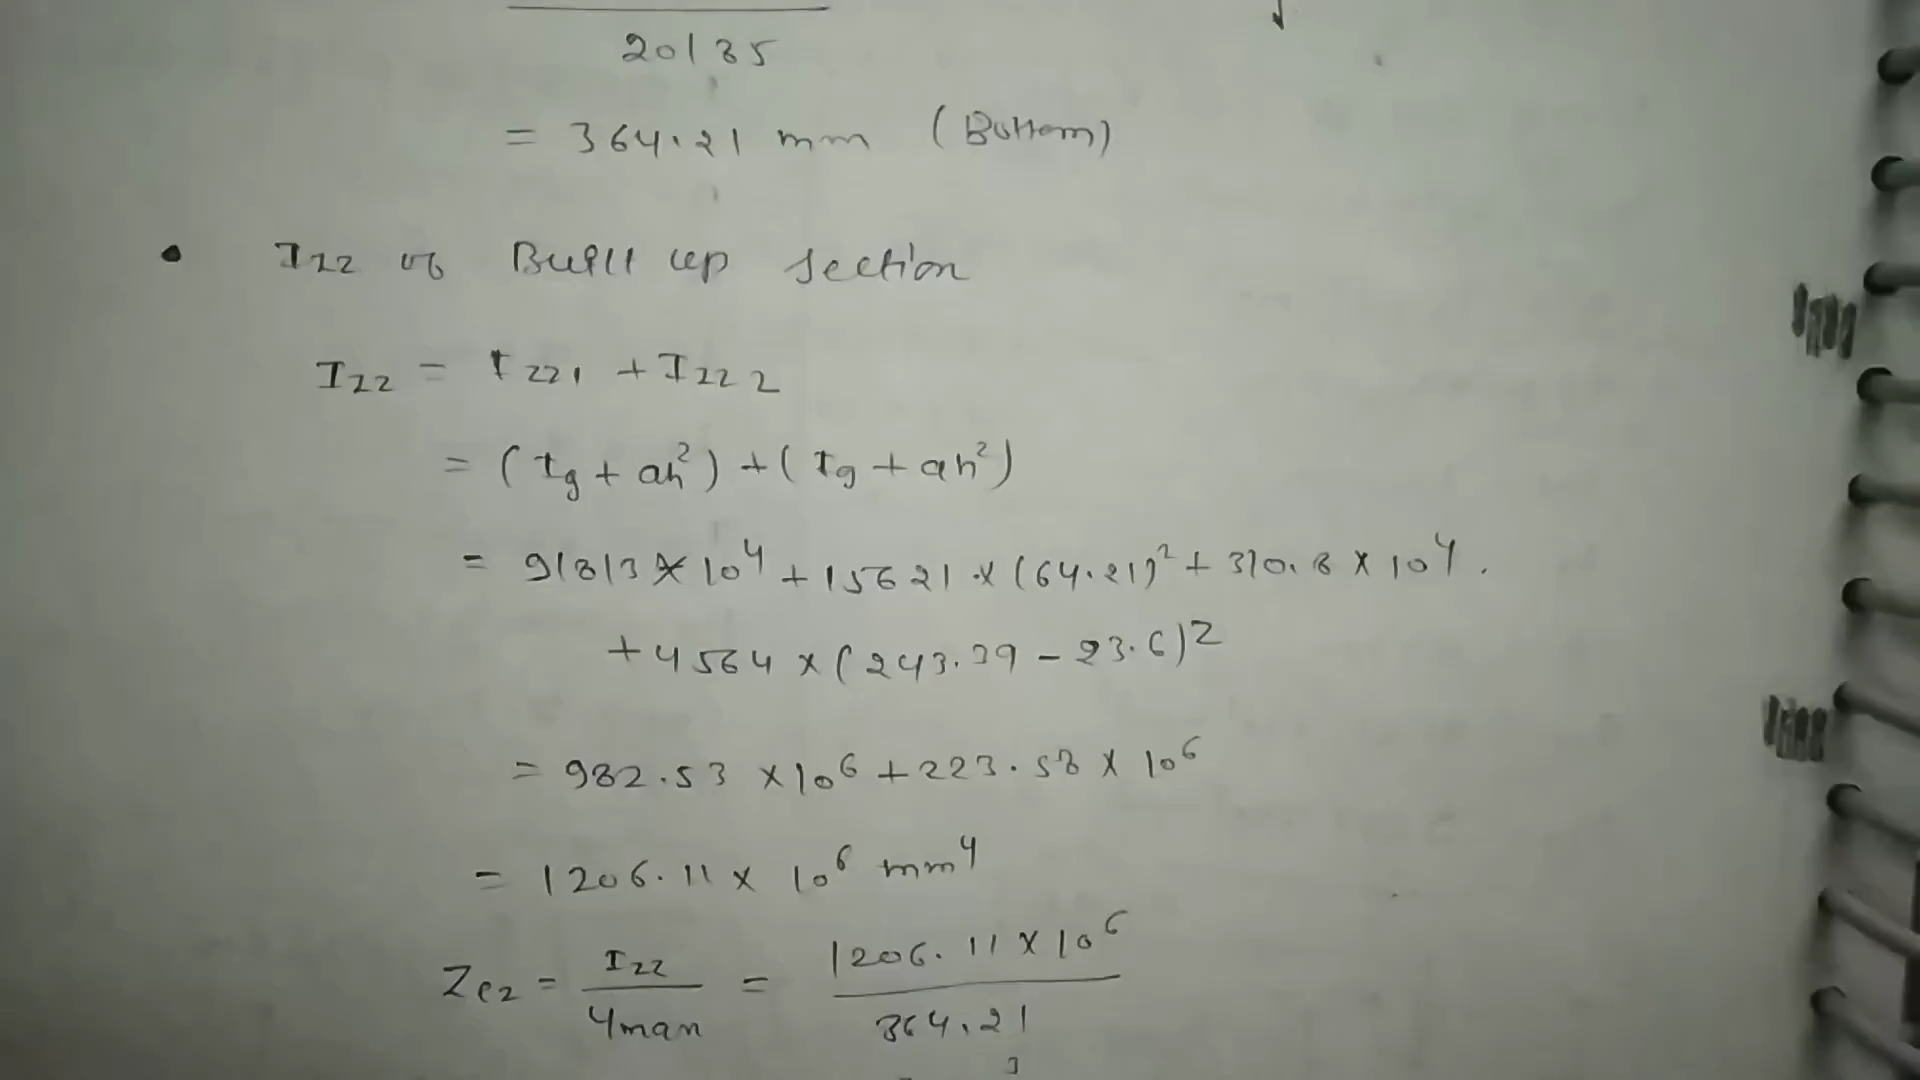 20185
= 364.21 mm (Bottom)
• Izz of Built up section
Izz = Izz1 + Izz2
= (Ig + ah²) + (Ig + ah²)
= 91813 × 10⁴ + 15621 × (64.21)² + 310.8 × 10⁴.
+ 4564 × (243.39 - 23.6)²
= 982.53 × 10⁶ + 223.58 × 10⁶
= 1206.11 × 10⁶ mm⁴
Zez = Izz / ymax = 1206.11 × 10⁶ / 364.21